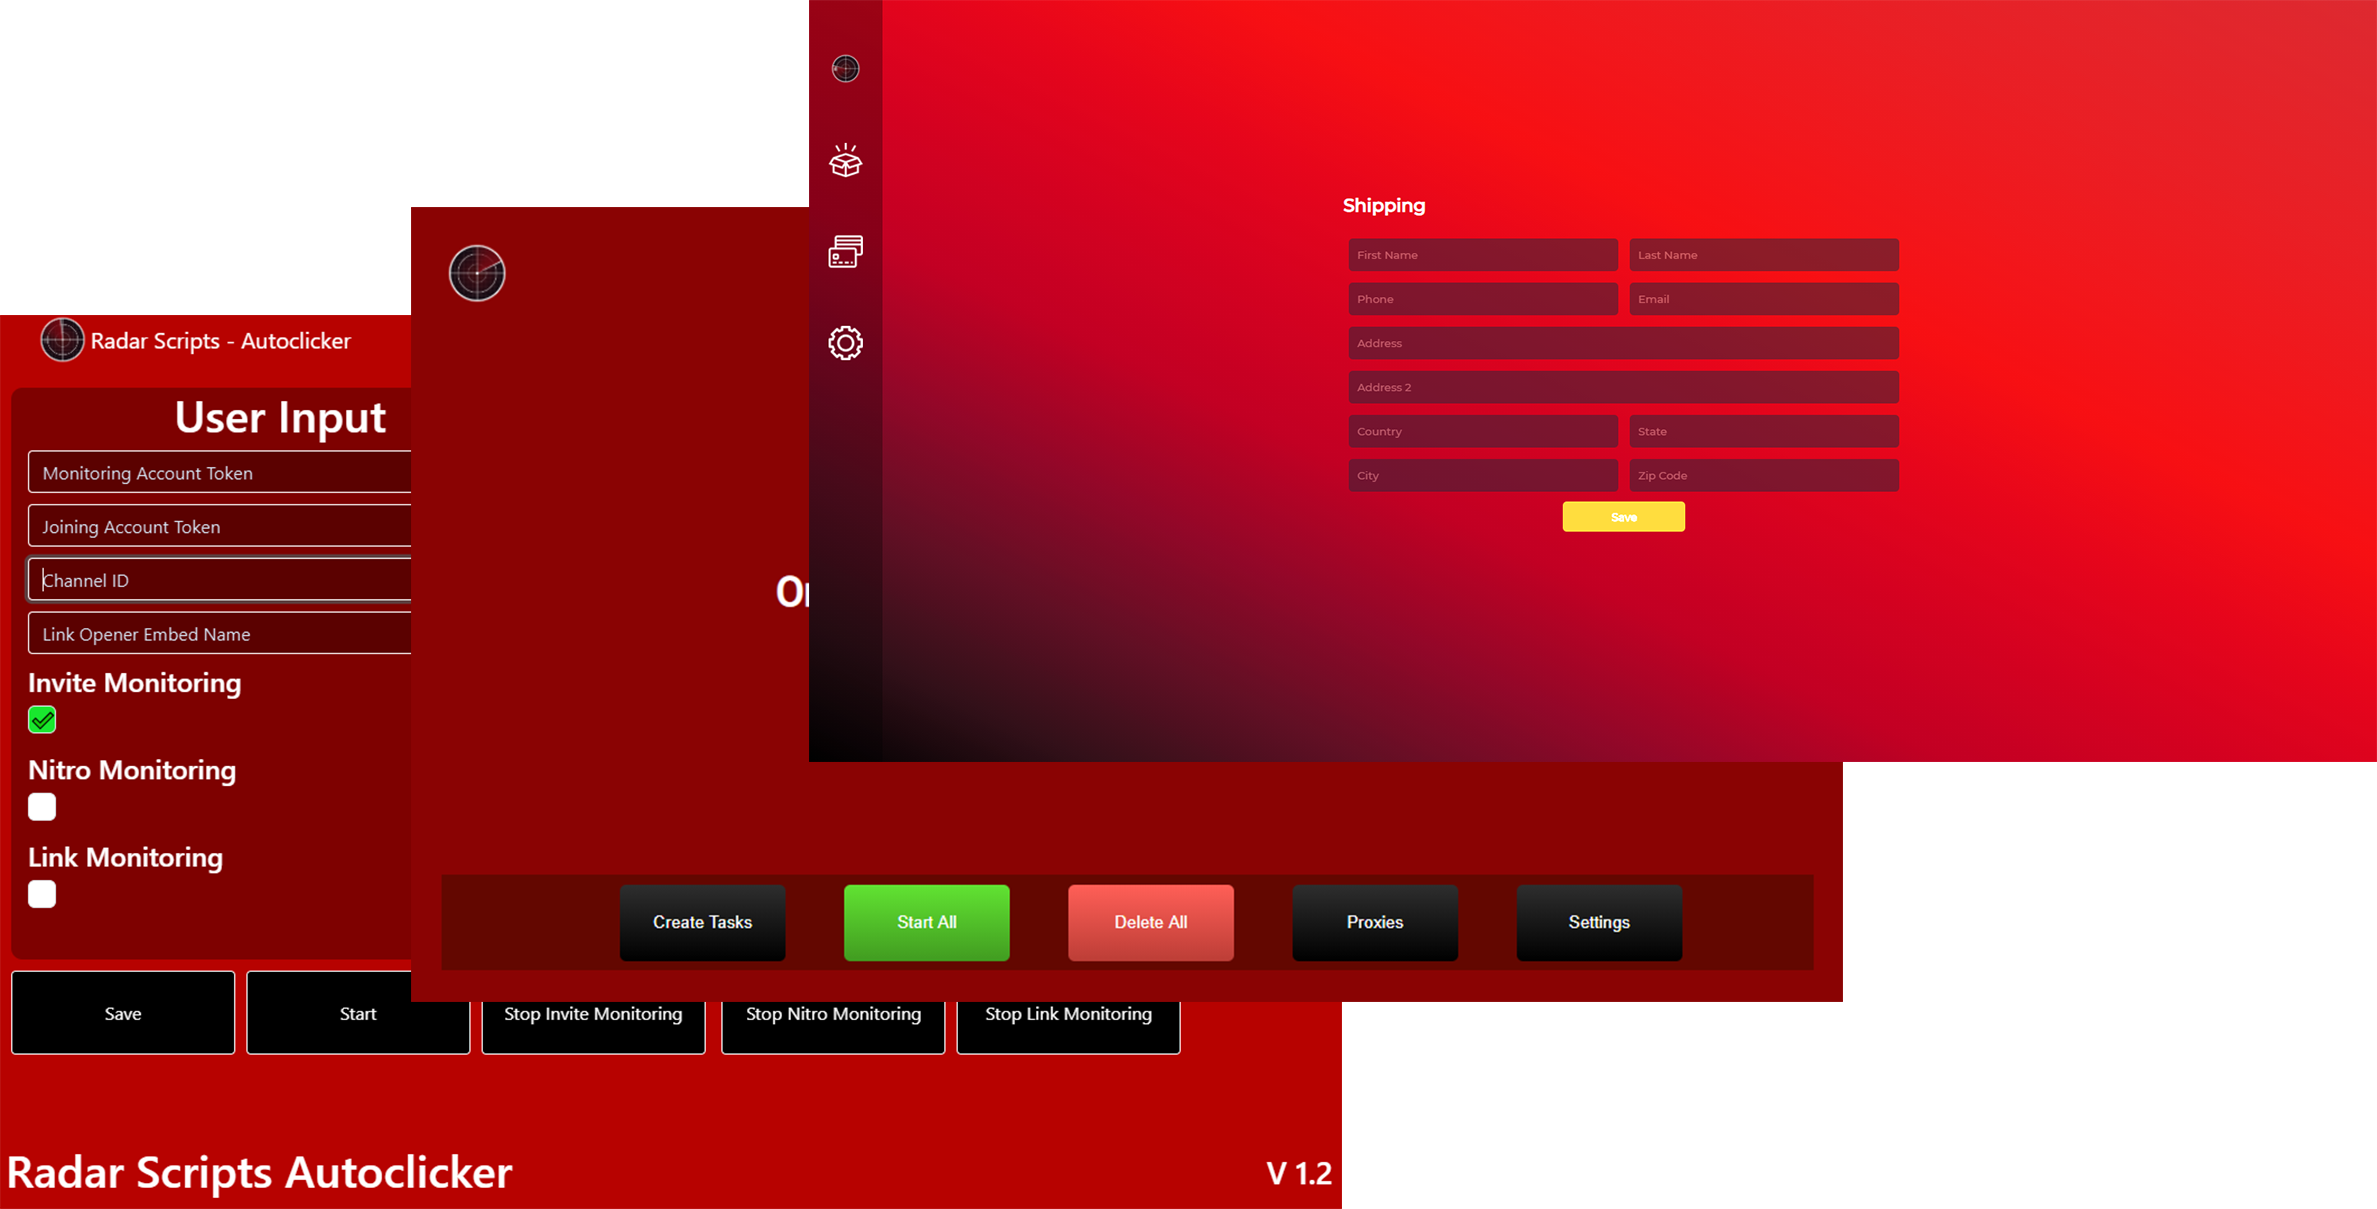 Shipping
First Name
Last Name
Phone
Email
Address
Address 2
Country
State
City
Zip Code
Save
Create Tasks
Start All
Delete All
Proxies
Settings
Radar Scripts - Autoclicker
User Input
Monitoring Account Token
Joining Account Token
Channel ID
Link Opener Embed Name
Invite Monitoring
Nitro Monitoring
Link Monitoring
Save
Start
Stop Invite Monitoring
Stop Nitro Monitoring
Stop Link Monitoring
Radar Scripts Autoclicker
V 1.2